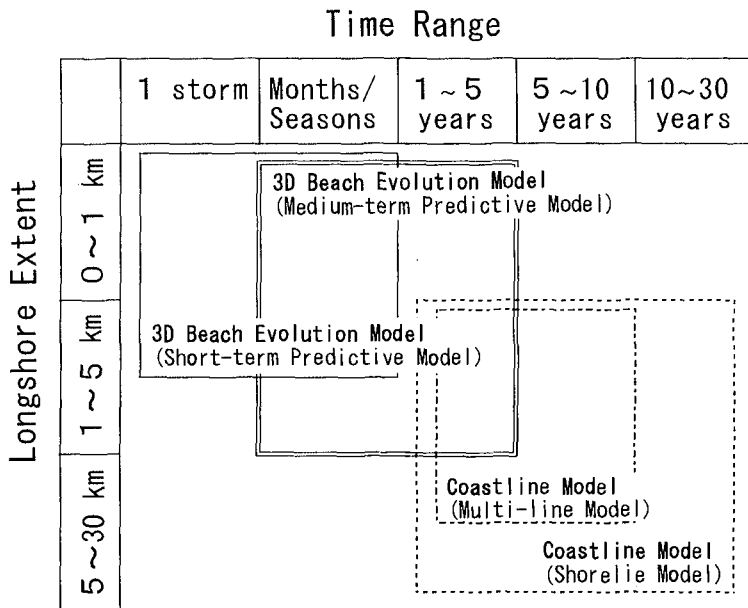 Time Range
1 storm
Months/
Seasons
1~5
years
5~10
years
10~30
years
Longshore Extent
0~1 km
1~5 km
5~30 km
3D Beach Evolution Model
(Medium-term Predictive Model)
3D Beach Evolution Model
(Short-term Predictive Model)
Coastline Model
(Multi-line Model)
Coastline Model
(Shorelie Model)